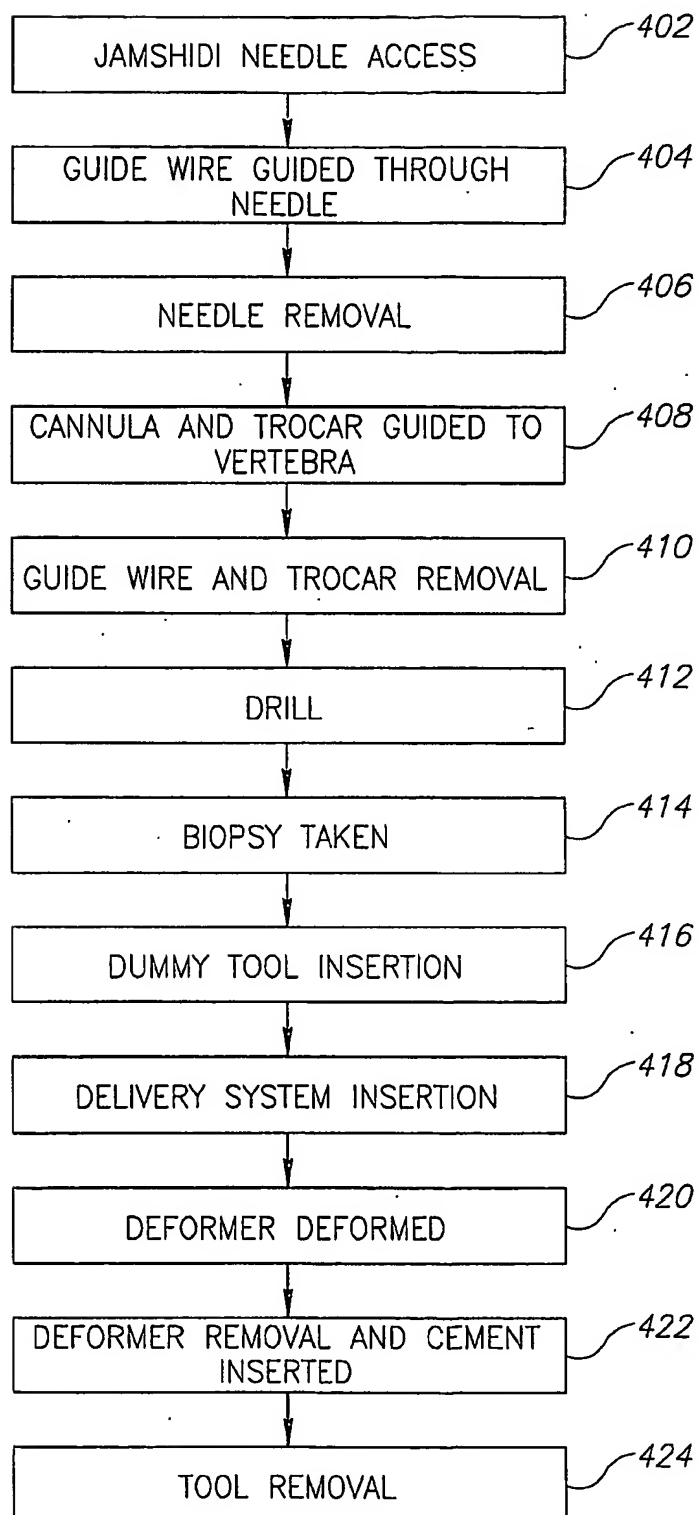 JAMSHIDI NEEDLE ACCESS
402
GUIDE WIRE GUIDED THROUGH
NEEDLE
404
NEEDLE REMOVAL
406
CANNULA AND TROCAR GUIDED TO
VERTEBRA
408
GUIDE WIRE AND TROCAR REMOVAL
410
DRILL
412
BIOPSY TAKEN
414
DUMMY TOOL INSERTION
416
DELIVERY SYSTEM INSERTION
418
DEFORMER DEFORMED
420
DEFORMER REMOVAL AND CEMENT
INSERTED
422
TOOL REMOVAL
424